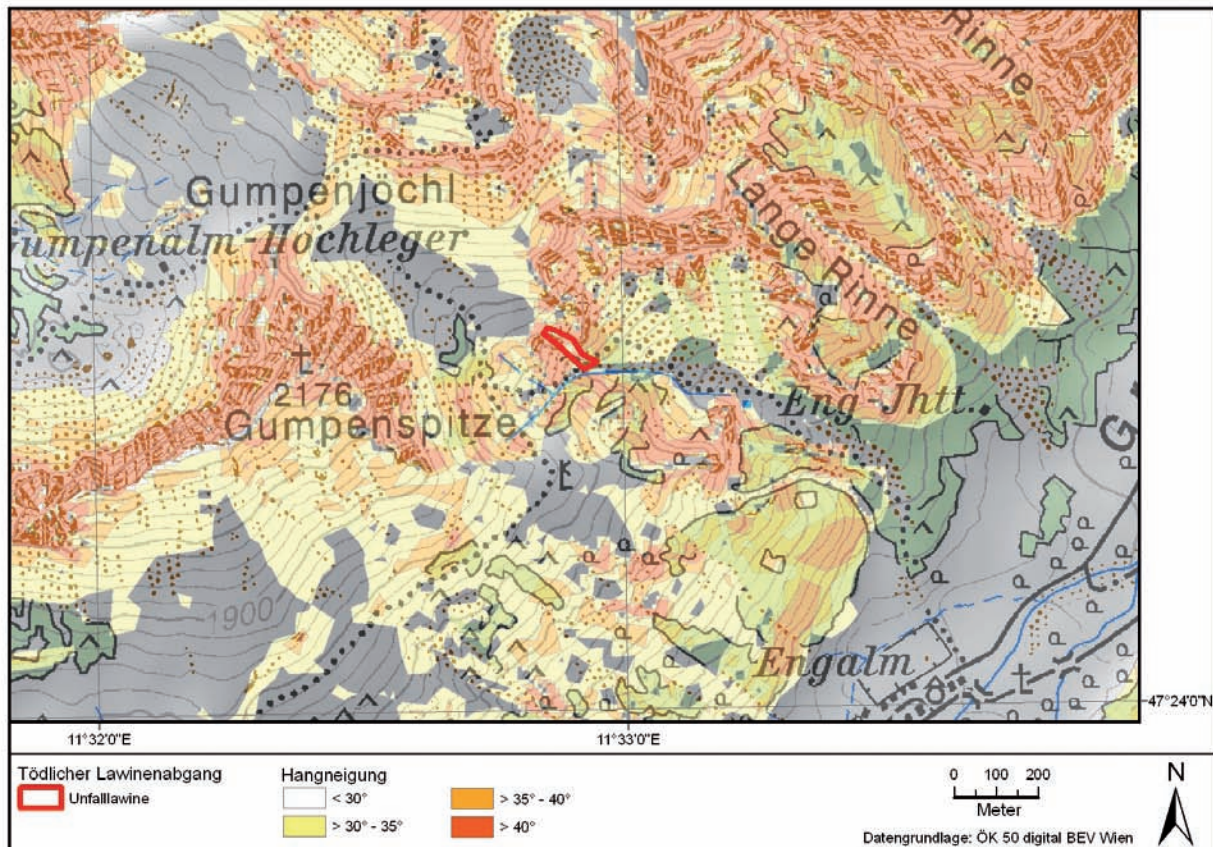 Rinne
Gumpenjochl
Gumpenalm-Hochleger
Lange Rinne
2176
Gumpenspitze
Eng-Jhtt.
Gr
1900
Engalm
47°24'0"N
11°32'0"E
11°33'0"E
Tödlicher Lawinenabgang
Unfalllawine
Hangneigung
< 30°
> 30° - 35°
> 35° - 40°
> 40°
0 100 200
Meter
N
Datengrundlage: ÖK 50 digital BEV Wien